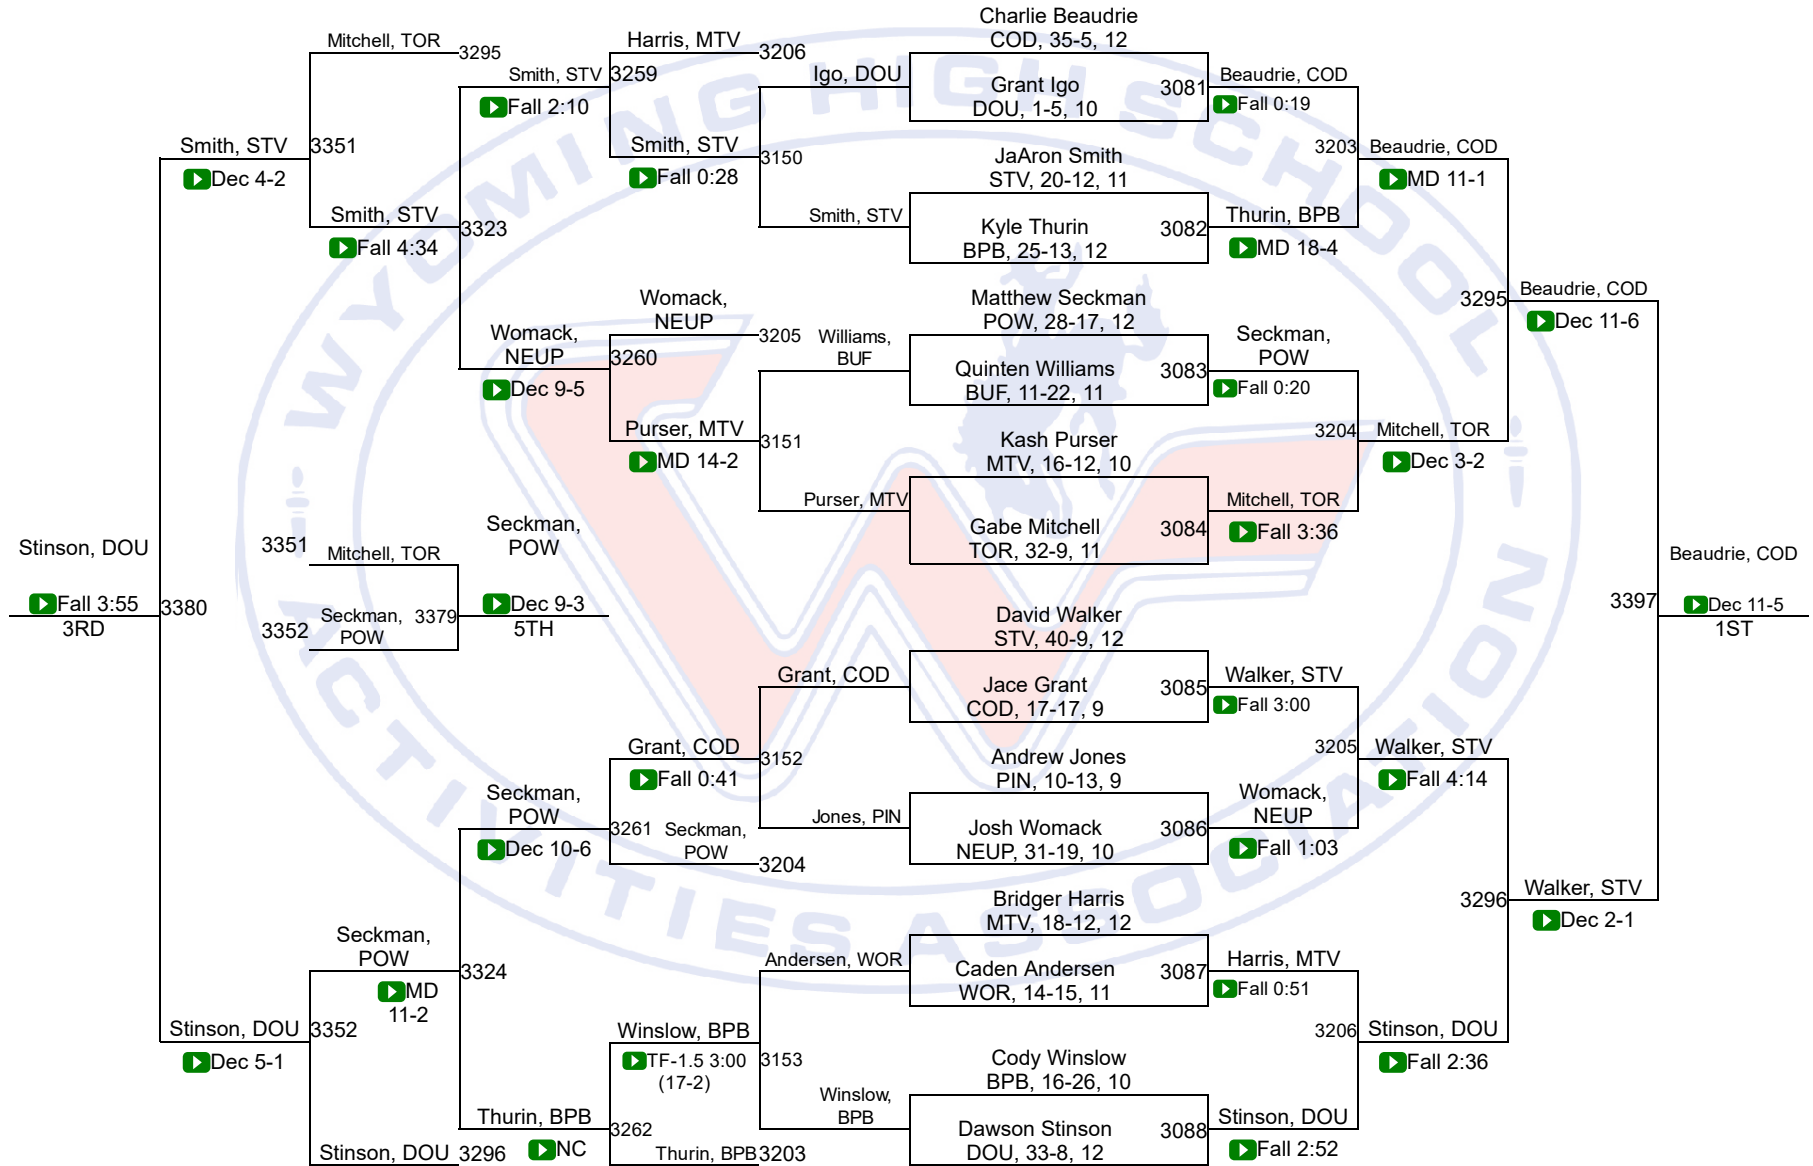 WYOMING HIGH SCHOOL
ACTIVITIES ASSOCIATION
Stinson, DOU
Fall 3:55
3RD
3380
Smith, STV
Dec 4-2
Stinson, DOU
Dec 5-1
Mitchell, TOR
3295
3351
Smith, STV
Fall 4:34
3351
Mitchell, TOR
Seckman,
POW
3352
3379
Seckman,
POW
Dec 9-3
5TH
Seckman,
POW
MD
11-2
3352
Stinson, DOU
3296
Smith, STV
Fall 2:10
3323
Womack,
NEUP
Dec 9-5
Seckman,
POW
Dec 10-6
3324
Thurin, BPB
NC
Harris, MTV
3206
3259
Smith, STV
Fall 0:28
Womack,
NEUP
3205
3260
Purser, MTV
MD 14-2
Grant, COD
Fall 0:41
3261
Seckman,
POW
3204
Winslow, BPB
TF-1.5 3:00
(17-2)
3262
Thurin, BPB
3203
Igo, DOU
3150
Smith, STV
Williams,
BUF
3151
Purser, MTV
Grant, COD
3152
Jones, PIN
Andersen, WOR
3153
Winslow,
BPB
Charlie Beaudrie
COD, 35-5, 12
Grant Igo
DOU, 1-5, 10
3081
JaAron Smith
STV, 20-12, 11
Kyle Thurin
BPB, 25-13, 12
3082
Matthew Seckman
POW, 28-17, 12
Quinten Williams
BUF, 11-22, 11
3083
Kash Purser
MTV, 16-12, 10
Gabe Mitchell
TOR, 32-9, 11
3084
David Walker
STV, 40-9, 12
Jace Grant
COD, 17-17, 9
3085
Andrew Jones
PIN, 10-13, 9
Josh Womack
NEUP, 31-19, 10
3086
Bridger Harris
MTV, 18-12, 12
Caden Andersen
WOR, 14-15, 11
3087
Cody Winslow
BPB, 16-26, 10
Dawson Stinson
DOU, 33-8, 12
3088
Beaudrie, COD
Fall 0:19
3203
Thurin, BPB
MD 18-4
Seckman,
POW
Fall 0:20
3204
Mitchell, TOR
Fall 3:36
Walker, STV
Fall 3:00
3205
Womack,
NEUP
Fall 1:03
Harris, MTV
Fall 0:51
3206
Stinson, DOU
Fall 2:52
Beaudrie, COD
MD 11-1
3295
Mitchell, TOR
Dec 3-2
Walker, STV
Fall 4:14
3296
Stinson, DOU
Fall 2:36
Beaudrie, COD
Dec 11-6
3397
Walker, STV
Dec 2-1
Beaudrie, COD
Dec 11-5
1ST